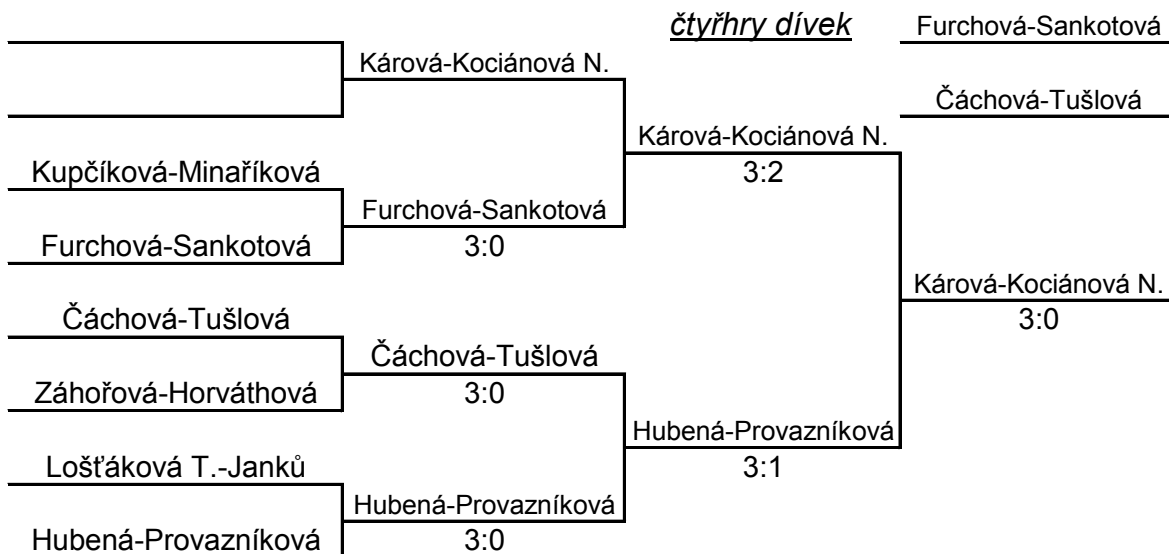 čtyřhry dívek
Furchová-Sankotová
Kárová-Kociánová N.
Čáchová-Tušlová
Kárová-Kociánová N.
Kupčíková-Minaříková
3:2
Furchová-Sankotová
Furchová-Sankotová
3:0
Kárová-Kociánová N.
Čáchová-Tušlová
3:0
Čáchová-Tušlová
Záhořová-Horváthová
3:0
Hubená-Provazníková
Lošťáková T.-Janků
3:1
Hubená-Provazníková
Hubená-Provazníková
3:0